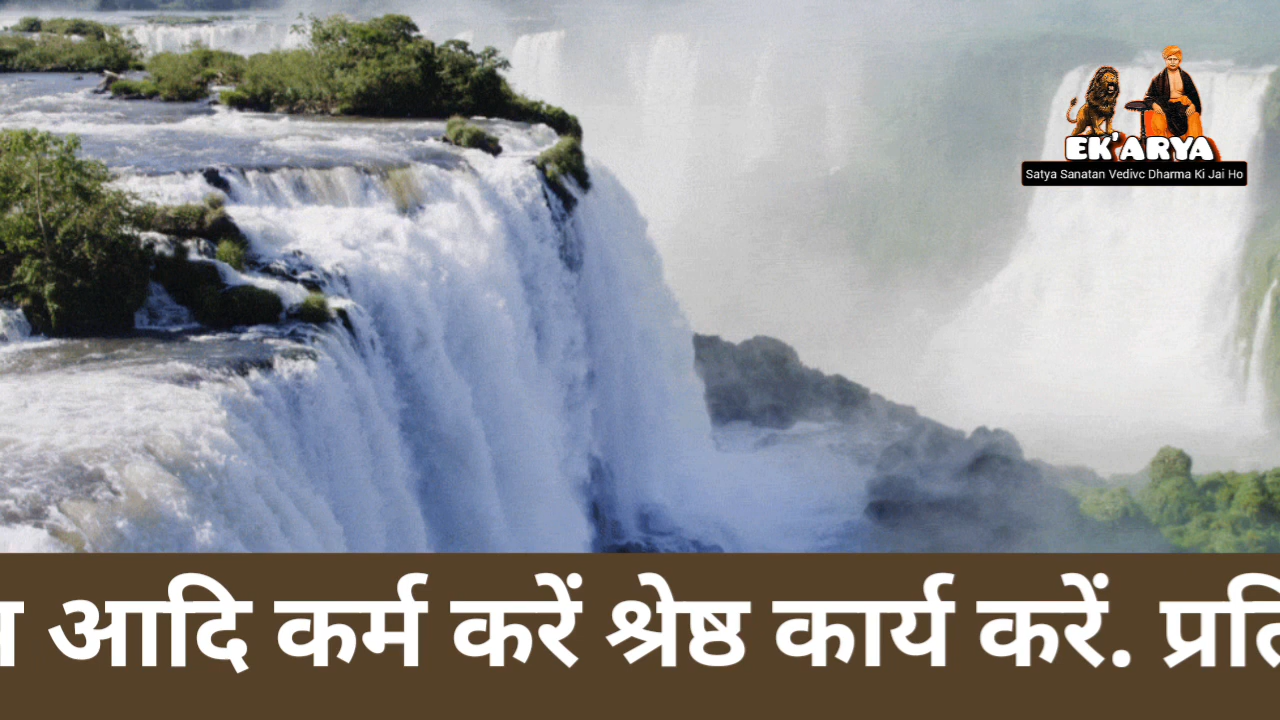 EK'ARYA
Satya Sanatan Vedivc Dharma Ki Jai Ho
आदि कर्म करें श्रेष्ठ कार्य करें.